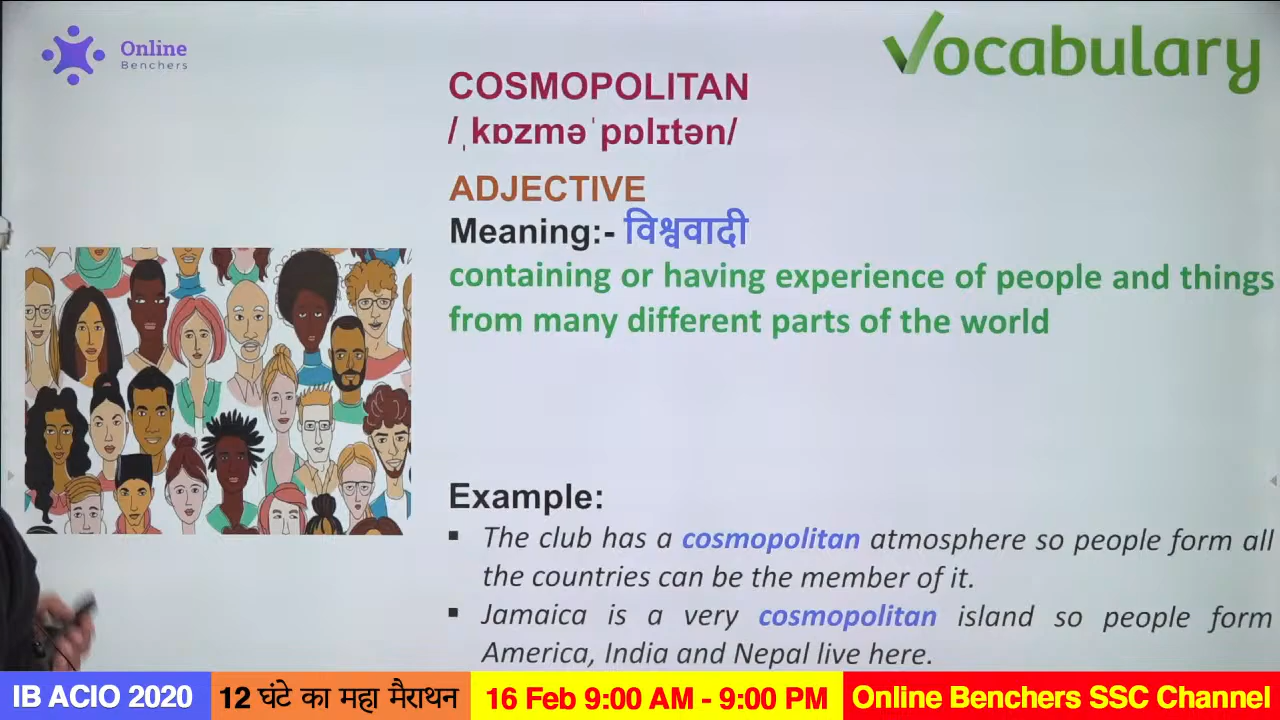 Online
Benchers
Vocabulary
COSMOPOLITAN
/ˌkɒzməˈpɒlɪtən/
ADJECTIVE
Meaning:- विश्ववादी
containing or having experience of people and things
from many different parts of the world
Example:
▪ The club has a cosmopolitan atmosphere so people form all
the countries can be the member of it.
▪ Jamaica is a very cosmopolitan island so people form
America, India and Nepal live here.
IB ACIO 2020 12 घंटे का महा मैराथन 16 Feb 9:00 AM - 9:00 PM Online Benchers SSC Channel